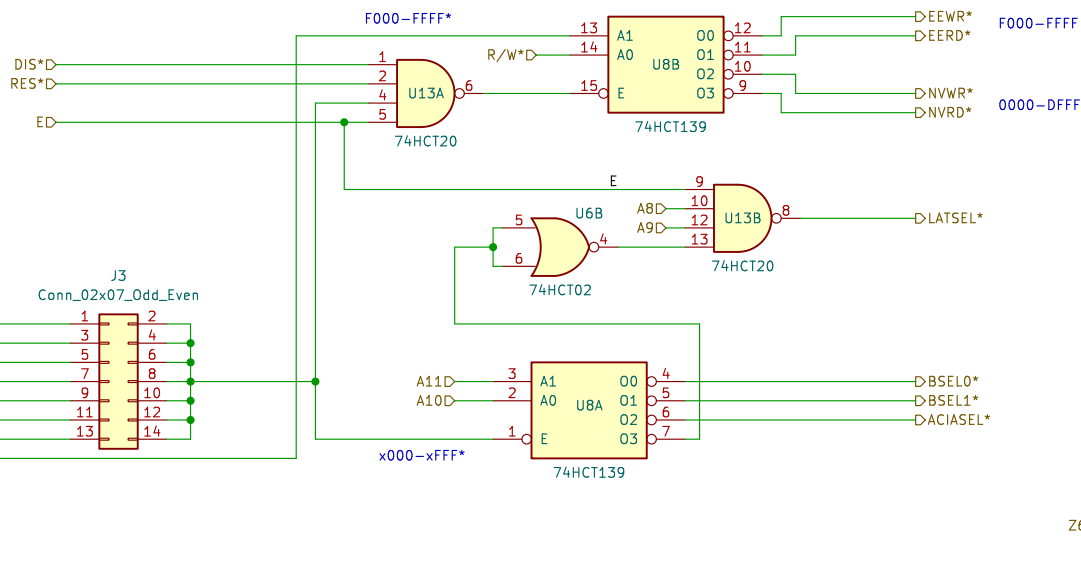 F000-FFFF*
DIS*
RES*
E
1
2
4
5
U13A
6
74HCT20
R/W*
13
14
15
A1
A0
E
U8B
O0
O1
O2
O3
12
11
10
9
74HCT139
EEWR*
EERD*
NVWR*
NVRD*
F000-FFFF
0000-DFFF
E
A8
A9
9
10
12
13
U13B
8
74HCT20
LATSEL*
U6B
5
6
4
74HCT02
J3
Conn_02x07_Odd_Even
1 2
3 4
5 6
7 8
9 10
11 12
13 14
A11
A10
3
2
1
A1
A0
E
U8A
O0
O1
O2
O3
4
5
6
7
74HCT139
x000-xFFF*
BSEL0*
BSEL1*
ACIASEL*